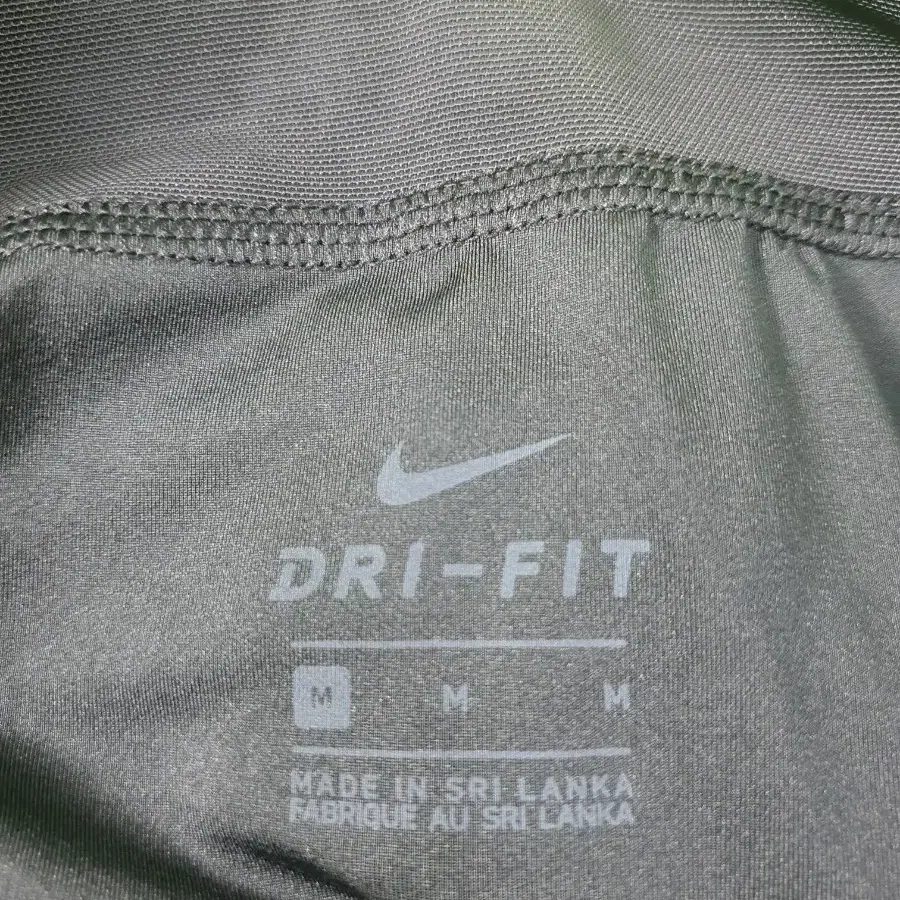 DRI-FIT
M M M
MADE IN SRI LANKA
FABRIQUE AU SRI LANKA